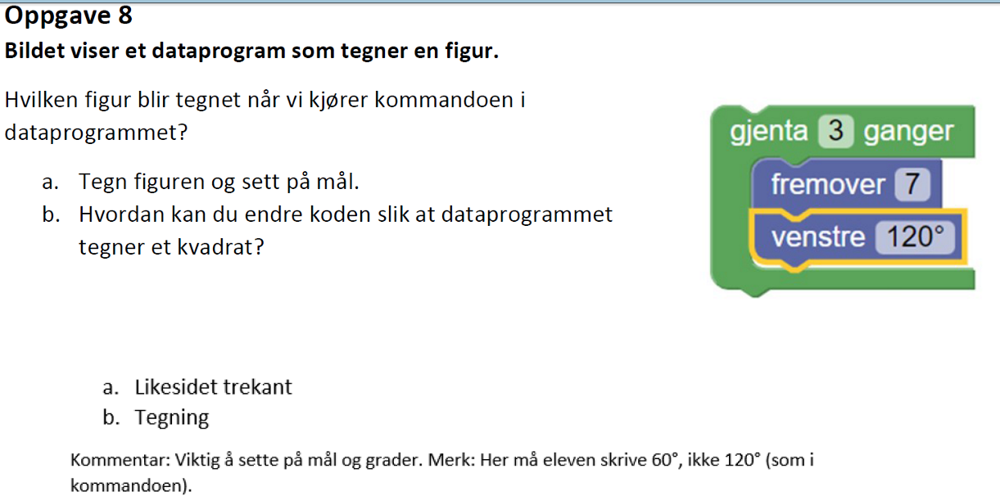 Oppgave 8
Bildet viser et dataprogram som tegner en figur.
Hvilken figur blir tegnet når vi kjører kommandoen i
dataprogrammet?
a. Tegn figuren og sett på mål.
b. Hvordan kan du endre koden slik at dataprogrammet
tegner et kvadrat?
gjenta 3 ganger
fremover 7
venstre 120°
a. Likesidet trekant
b. Tegning
Kommentar: Viktig å sette på mål og grader. Merk: Her må eleven skrive 60°, ikke 120° (som i
kommandoen).